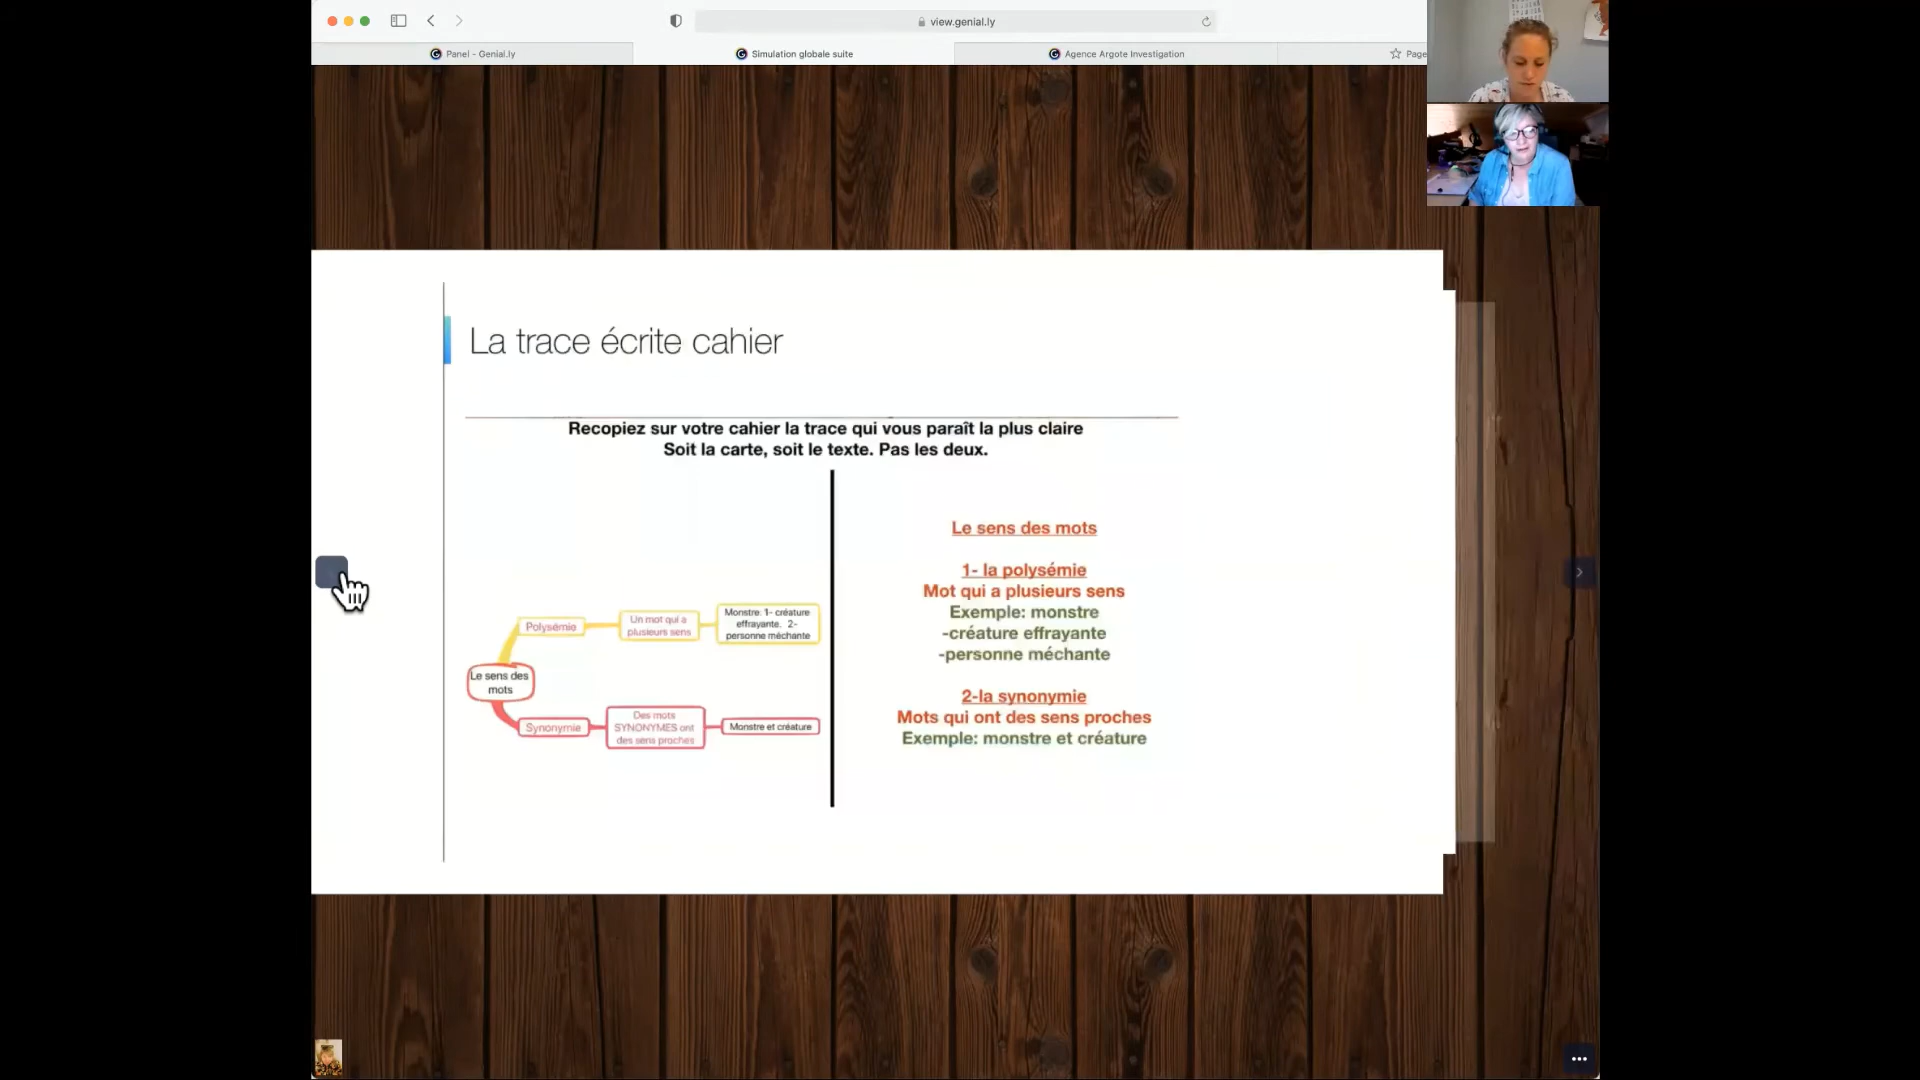 view.genial.ly
Panel - Genial.ly
Simulation globale suite
Agence Argote Investigation
Page
La trace écrite cahier
Recopiez sur votre cahier la trace qui vous paraît la plus claire
Soit la carte, soit le texte. Pas les deux.
Le sens des
mots
Polysémie
Un mot qui a
plusieurs sens
Monstre: 1- créature
effrayante. 2-
personne méchante
Synonymie
Des mots
SYNONYMES ont
des sens proches
Monstre et créature
Le sens des mots
1- la polysémie
Mot qui a plusieurs sens
Exemple: monstre
-créature effrayante
-personne méchante
2-la synonymie
Mots qui ont des sens proches
Exemple: monstre et créature